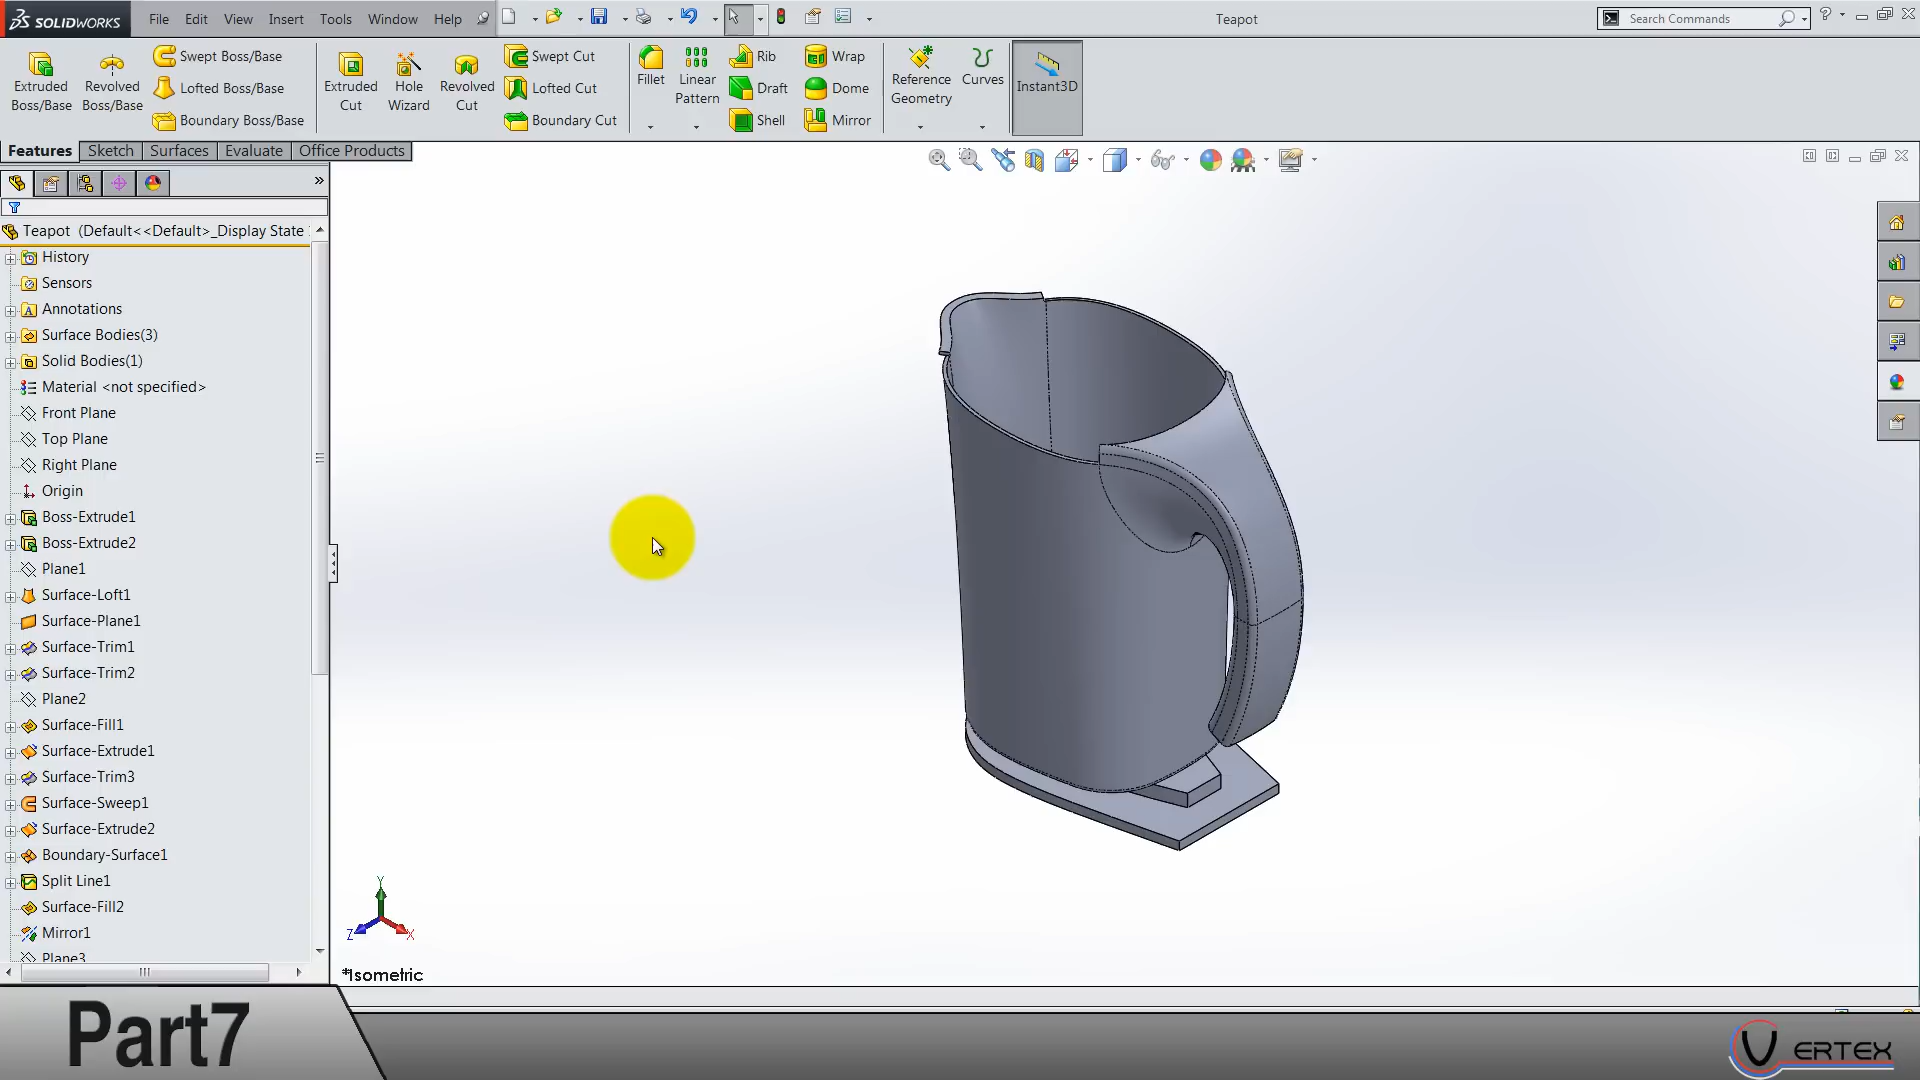 SOLIDWORKS
File
Edit
View
Insert
Tools
Window
Help
Teapot
Search Commands
Extruded
Boss/Base
Revolved
Boss/Base
Swept Boss/Base
Lofted Boss/Base
Boundary Boss/Base
Extruded
Cut
Hole
Wizard
Revolved
Cut
Swept Cut
Lofted Cut
Boundary Cut
Fillet
Linear
Pattern
Rib
Draft
Shell
Wrap
Dome
Mirror
Reference
Geometry
Curves
Instant3D
Features
Sketch
Surfaces
Evaluate
Office Products
Teapot (Default<<Default>_Display State
History
Sensors
Annotations
Surface Bodies(3)
Solid Bodies(1)
Material <not specified>
Front Plane
Top Plane
Right Plane
Origin
Boss-Extrude1
Boss-Extrude2
Plane1
Surface-Loft1
Surface-Plane1
Surface-Trim1
Surface-Trim2
Plane2
Surface-Fill1
Surface-Extrude1
Surface-Trim3
Surface-Sweep1
Surface-Extrude2
Boundary-Surface1
Split Line1
Surface-Fill2
Mirror1
Plane3
Y
Z
X
*Isometric
Part7
VERTEX